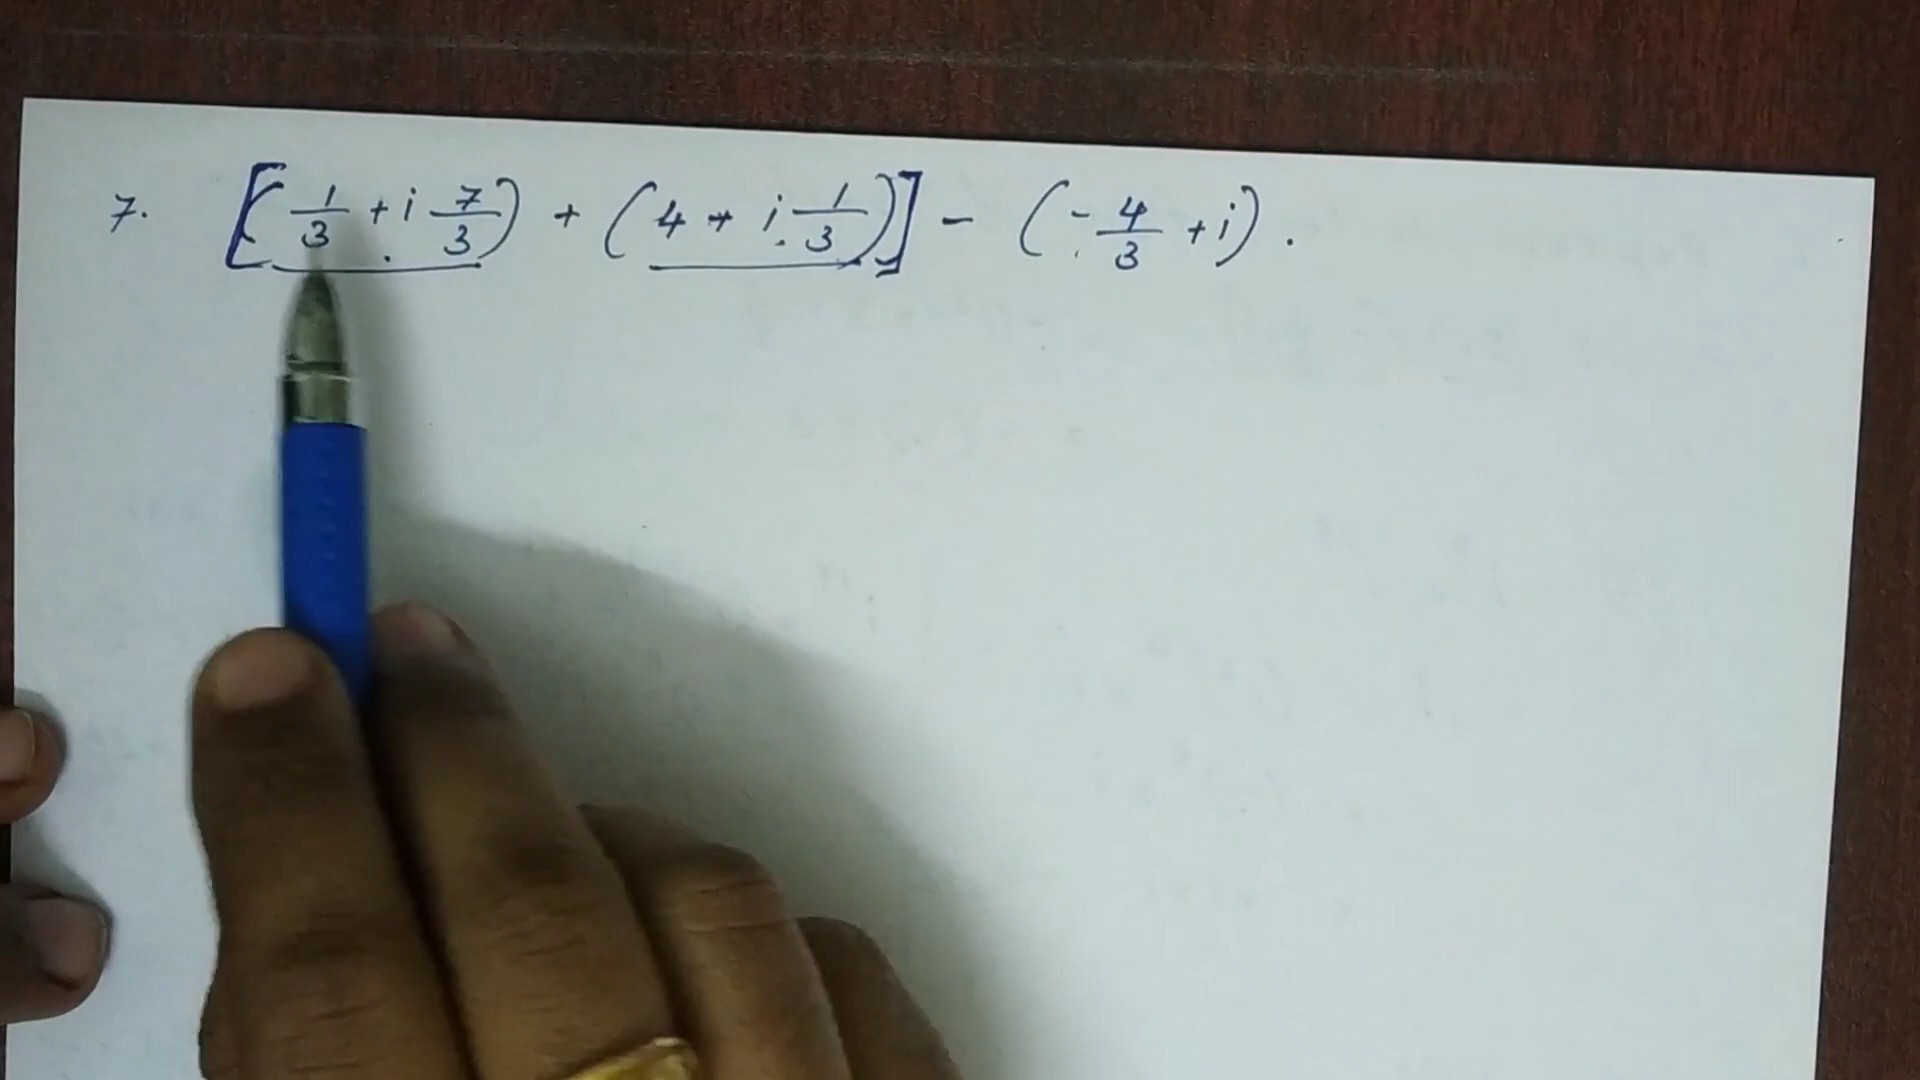 7. [(1/3 + i 7/3) + (4 + i 1/3)] - (-4/3 + i).